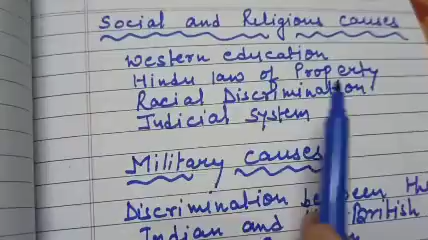 Social and Religious causes
Western education
Hindu law of Property
Racial Discrimination
Judicial System
Military causes
Discrimination between the
Indian and British